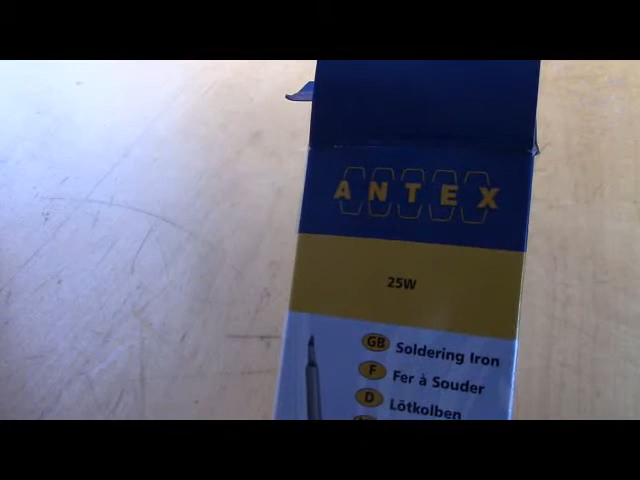 ANTEX
25W
GB Soldering Iron
F Fer à Souder
D Lötkolben